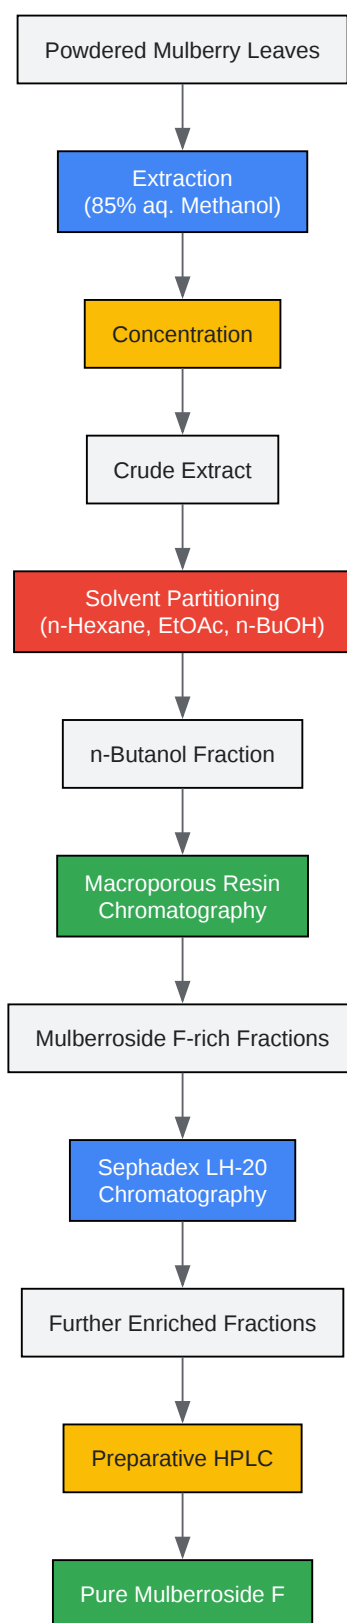 Powdered Mulberry Leaves
Extraction
(85% aq. Methanol)
Concentration
Crude Extract
Solvent Partitioning
(n-Hexane, EtOAc, n-BuOH)
n-Butanol Fraction
Macroporous Resin
Chromatography
Mulberroside F-rich Fractions
Sephadex LH-20
Chromatography
Further Enriched Fractions
Preparative HPLC
Pure Mulberroside F